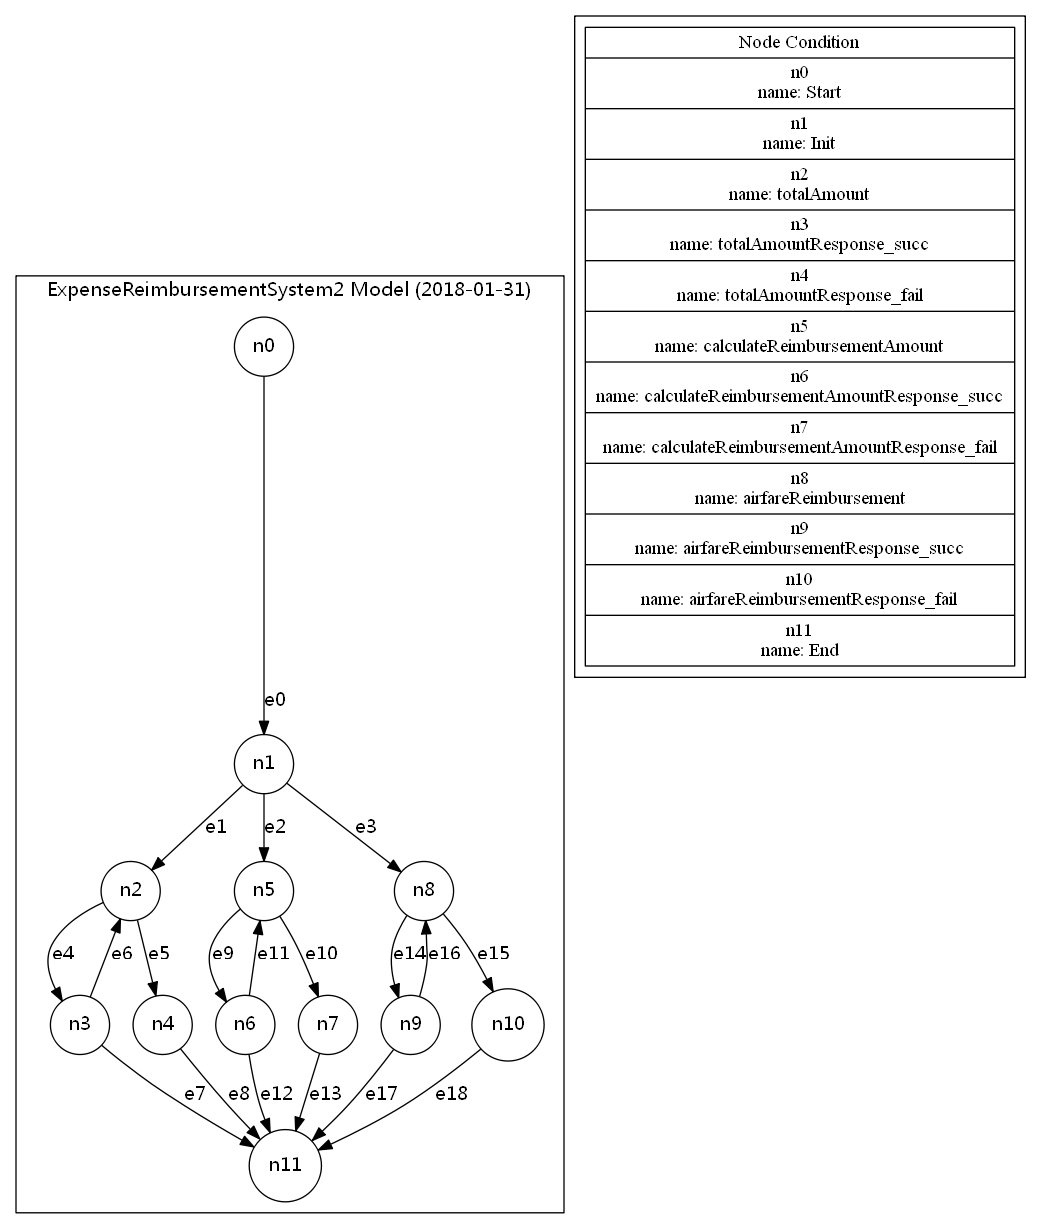 ExpenseReimbursementSystem2 Model (2018-01-31)
n0
e0
n1
e1
e2
e3
n2
n5
n8
e4
e6
e5
e9
e11
e10
e14
e16
e15
n3
n4
n6
n7
n9
n10
e7
e8
e12
e13
e17
e18
n11
Node Condition
n0
name: Start
n1
name: Init
n2
name: totalAmount
n3
name: totalAmountResponse_succ
n4
name: totalAmountResponse_fail
n5
name: calculateReimbursementAmount
n6
name: calculateReimbursementAmountResponse_succ
n7
name: calculateReimbursementAmountResponse_fail
n8
name: airfareReimbursement
n9
name: airfareReimbursementResponse_succ
n10
name: airfareReimbursementResponse_fail
n11
name: End